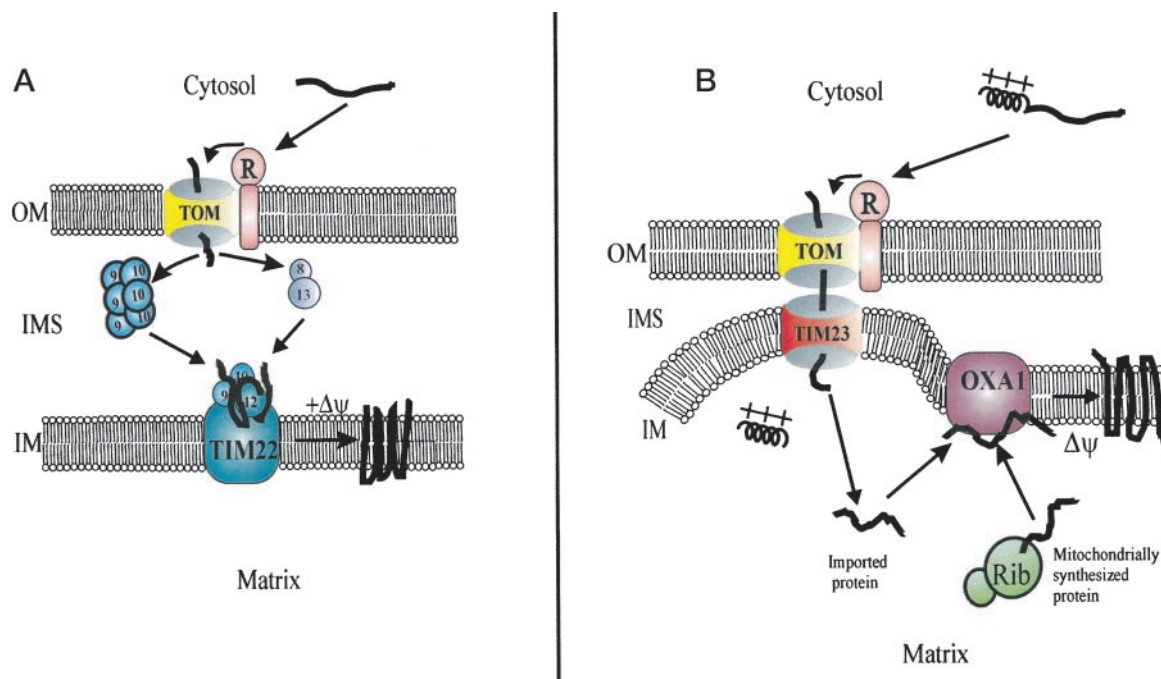 A
Cytosol
R
OM
TOM
9
10
9
10
9
10
8
13
IMS
10
9
12
+Δψ
IM
TIM22
Matrix
B
Cytosol
R
OM
TOM
IMS
TIM23
OXA1
IM
Δψ
Imported
protein
Rib
Mitochondrially
synthesized
protein
Matrix